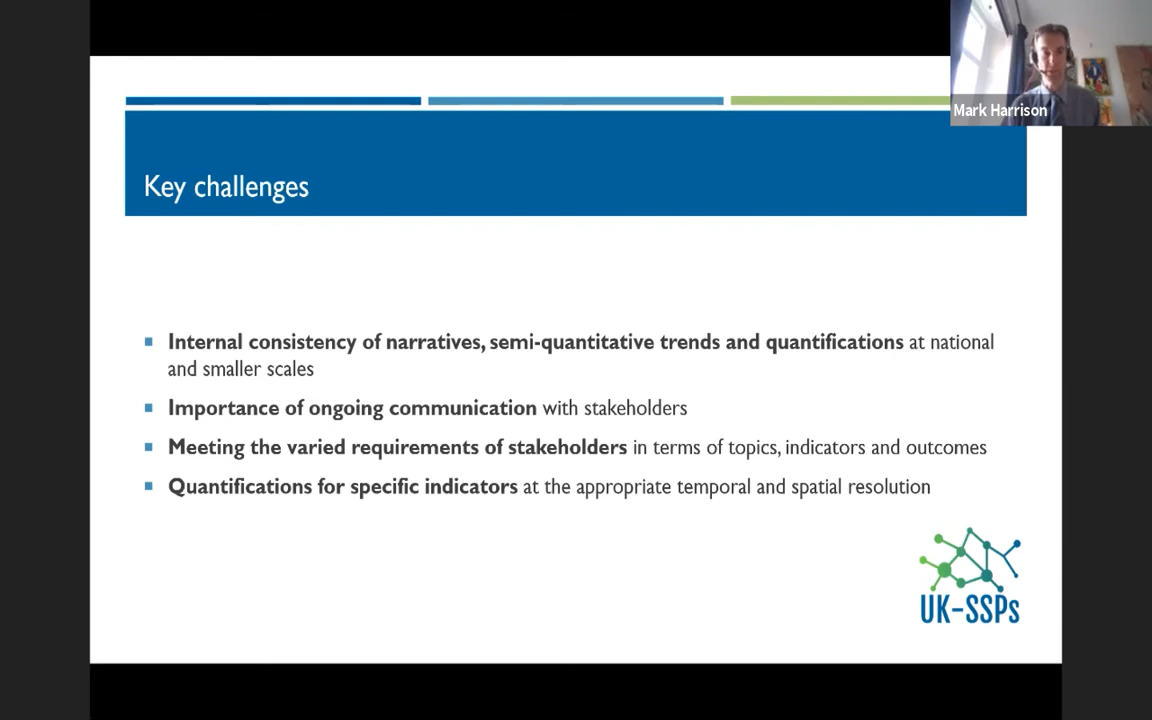 Mark Harrison
Key challenges
Internal consistency of narratives, semi-quantitative trends and quantifications at national
and smaller scales
Importance of ongoing communication with stakeholders
Meeting the varied requirements of stakeholders in terms of topics, indicators and outcomes
Quantifications for specific indicators at the appropriate temporal and spatial resolution
UK-SSPs